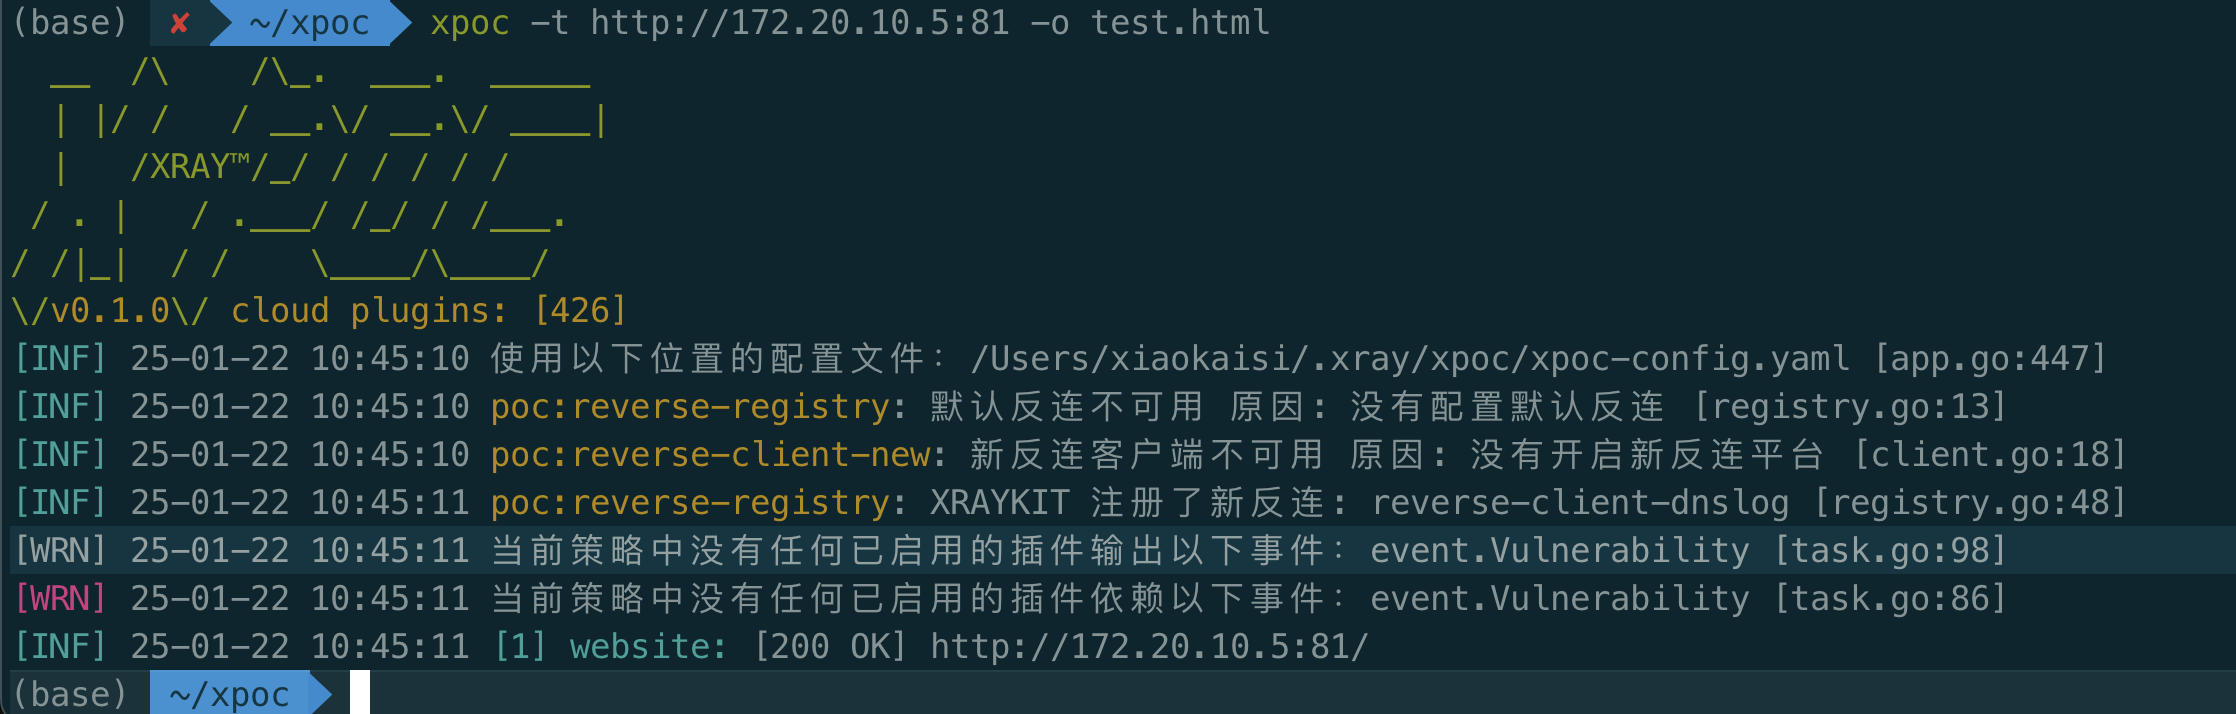 (base) ✘ ~/xpoc xpoc -t http://172.20.10.5:81 -o test.html
  __  /\    /\_.  ___.  _____
  | |/ /   / __.\/ __.\/ ____|
  |   /XRAY™/_/ / / / / /
 / . |   / .___/ /_/ / /___.
/ /|_|  / /    \____/\____/
\/v0.1.0\/ cloud plugins: [426]
[INF] 25-01-22 10:45:10 使用以下位置的配置文件: /Users/xiaokaisi/.xray/xpoc/xpoc-config.yaml [app.go:447]
[INF] 25-01-22 10:45:10 poc:reverse-registry: 默认反连不可用 原因: 没有配置默认反连 [registry.go:13]
[INF] 25-01-22 10:45:10 poc:reverse-client-new: 新反连客户端不可用 原因: 没有开启新反连平台 [client.go:18]
[INF] 25-01-22 10:45:11 poc:reverse-registry: XRAYKIT 注册了新反连: reverse-client-dnslog [registry.go:48]
[WRN] 25-01-22 10:45:11 当前策略中没有任何已启用的插件输出以下事件: event.Vulnerability [task.go:98]
[WRN] 25-01-22 10:45:11 当前策略中没有任何已启用的插件依赖以下事件: event.Vulnerability [task.go:86]
[INF] 25-01-22 10:45:11 [1] website: [200 OK] http://172.20.10.5:81/
(base) ~/xpoc